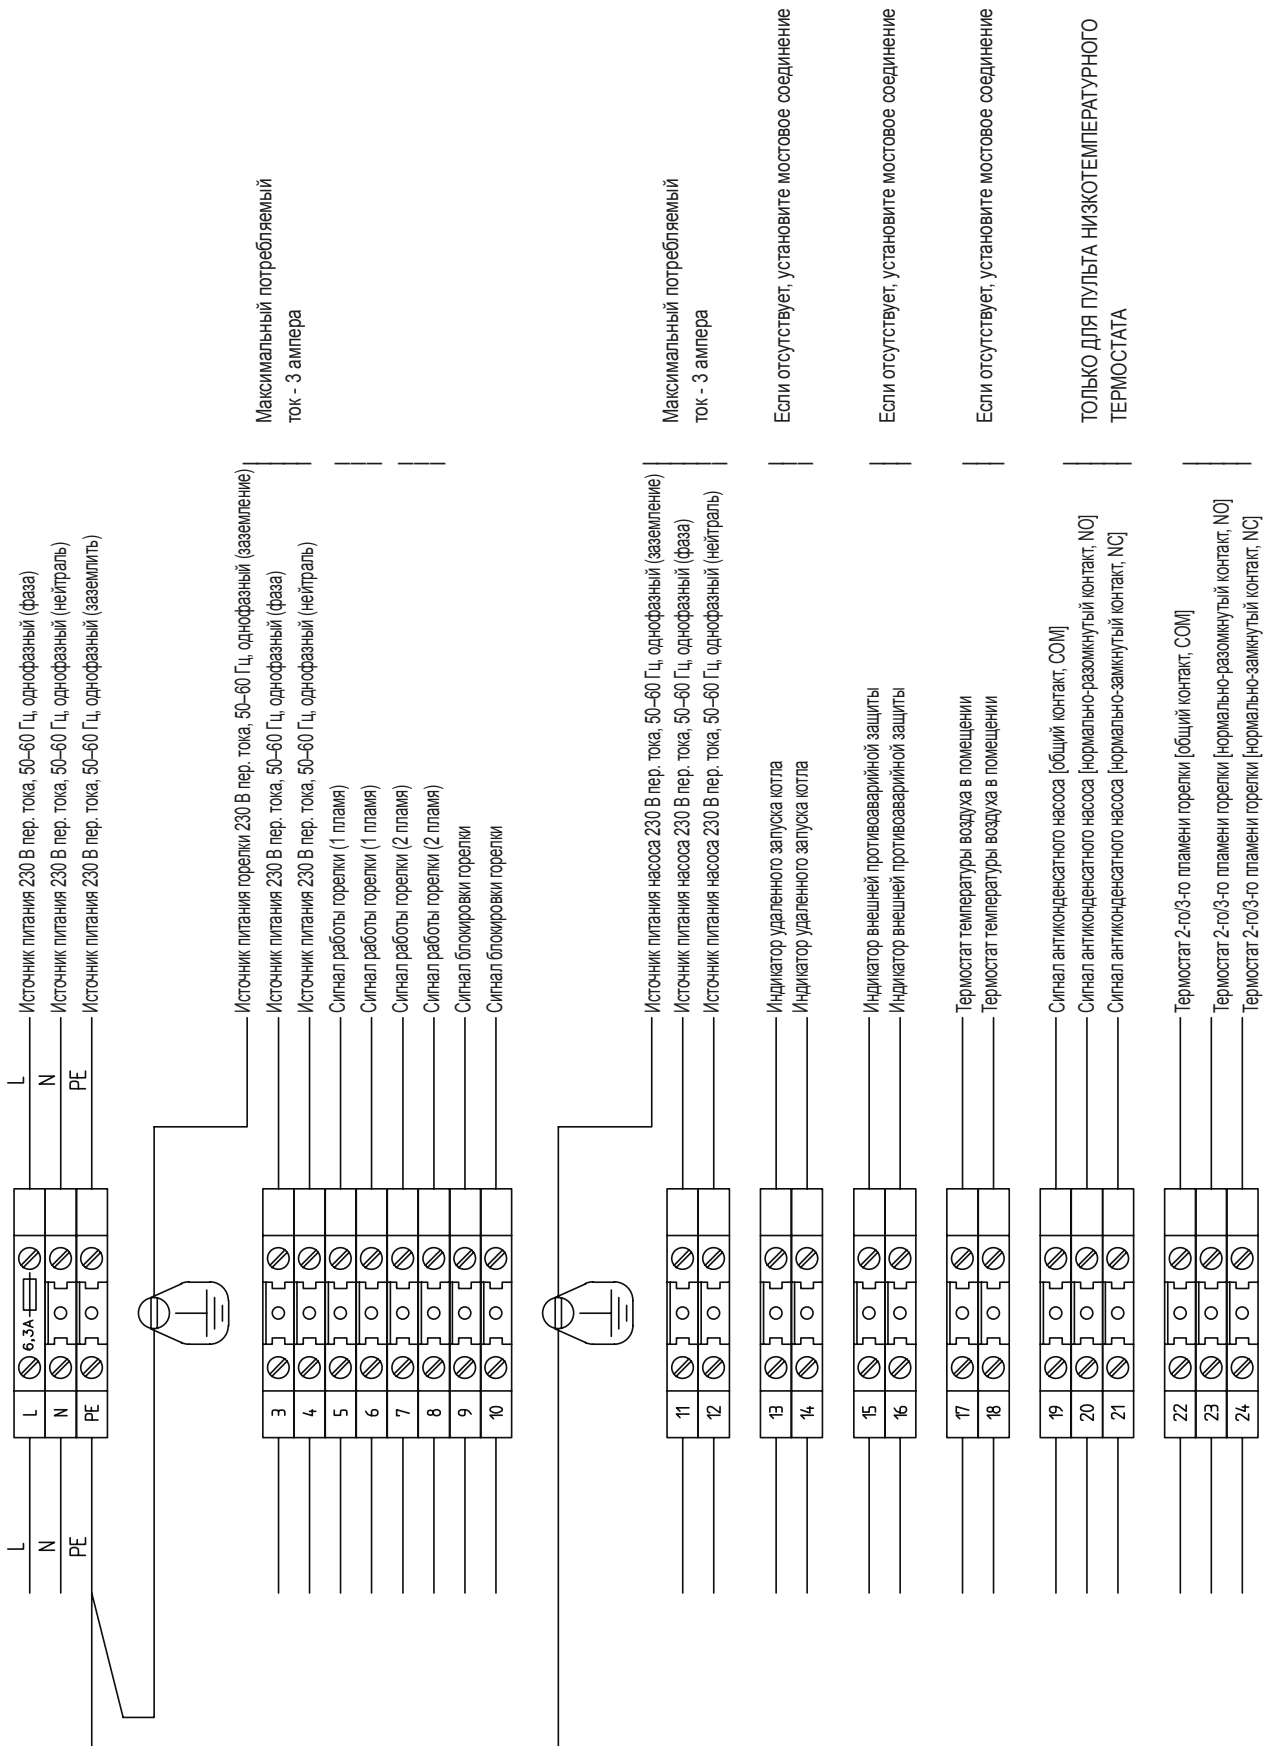 L
N
PE
L 6,3A
N
PE
L
N
PE
Источник питания 230 В пер. тока, 50–60 Гц, однофазный (фаза)
Источник питания 230 В пер. тока, 50–60 Гц, однофазный (нейтраль)
Источник питания 230 В пер. тока, 50–60 Гц, однофазный (заземлить)
Источник питания горелки 230 В пер. тока, 50–60 Гц, однофазный (заземление)
3 Источник питания 230 В пер. тока, 50–60 Гц, однофазный (фаза)
4 Источник питания 230 В пер. тока, 50–60 Гц, однофазный (нейтраль)
5 Сигнал работы горелки (1 пламя)
6 Сигнал работы горелки (1 пламя)
7 Сигнал работы горелки (2 пламя)
8 Сигнал работы горелки (2 пламя)
9 Сигнал блокировки горелки
10 Сигнал блокировки горелки
Максимальный потребляемый
ток - 3 ампера
Источник питания насоса 230 В пер. тока, 50–60 Гц, однофазный (заземление)
11 Источник питания насоса 230 В пер. тока, 50–60 Гц, однофазный (фаза)
12 Источник питания насоса 230 В пер. тока, 50–60 Гц, однофазный (нейтраль)
Максимальный потребляемый
ток - 3 ампера
13 Индикатор удаленного запуска котла
14 Индикатор удаленного запуска котла
Если отсутствует, установите мостовое соединение
15 Индикатор внешней противоаварийной защиты
16 Индикатор внешней противоаварийной защиты
Если отсутствует, установите мостовое соединение
17 Термостат температуры воздуха в помещении
18 Термостат температуры воздуха в помещении
Если отсутствует, установите мостовое соединение
19 Сигнал антиконденсатного насоса [общий контакт, COM]
20 Сигнал антиконденсатного насоса [нормально-разомкнутый контакт, NO]
21 Сигнал антиконденсатного насоса [нормально-замкнутый контакт, NC]
ТОЛЬКО ДЛЯ ПУЛЬТА НИЗКОТЕМПЕРАТУРНОГО
ТЕРМОСТАТА
22 Термостат 2-го/3-го пламени горелки [общий контакт, COM]
23 Термостат 2-го/3-го пламени горелки [нормально-разомкнутый контакт, NO]
24 Термостат 2-го/3-го пламени горелки [нормально-замкнутый контакт, NC]